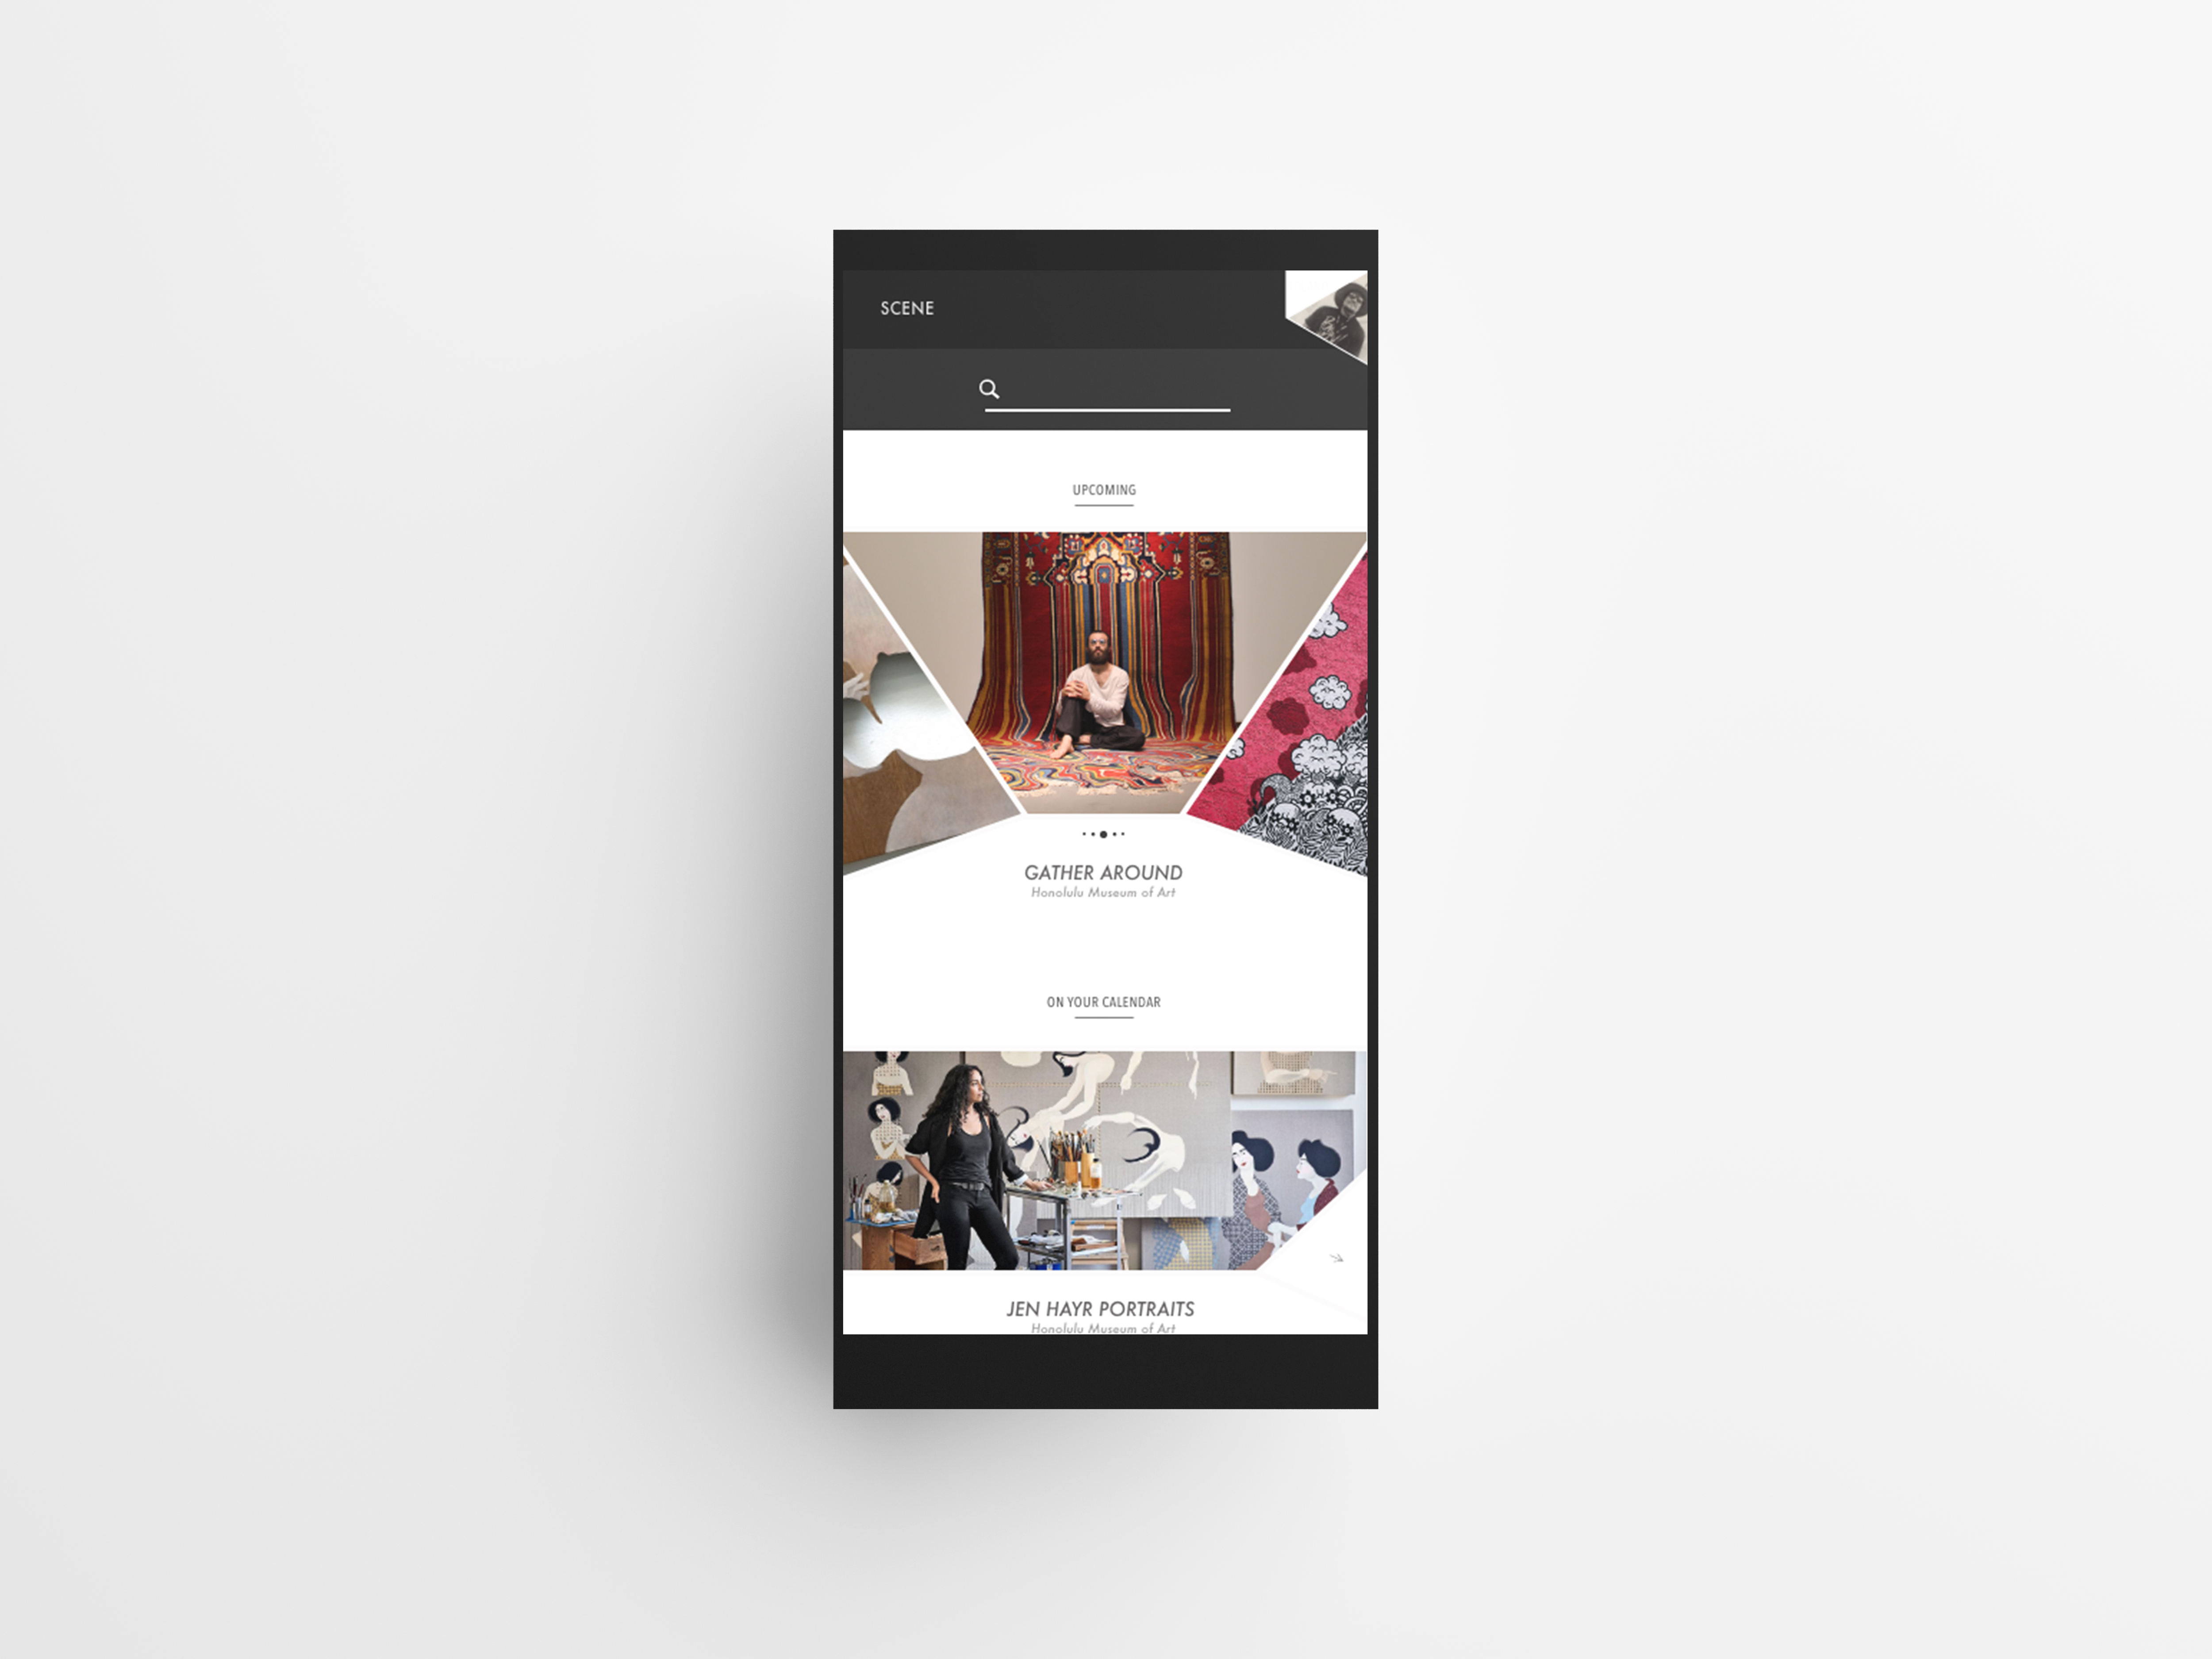 SCENE
UPCOMING
GATHER AROUND
Honolulu Museum of Art
ON YOUR CALENDAR
JEN HAYR PORTRAITS
Honolulu Museum of Art